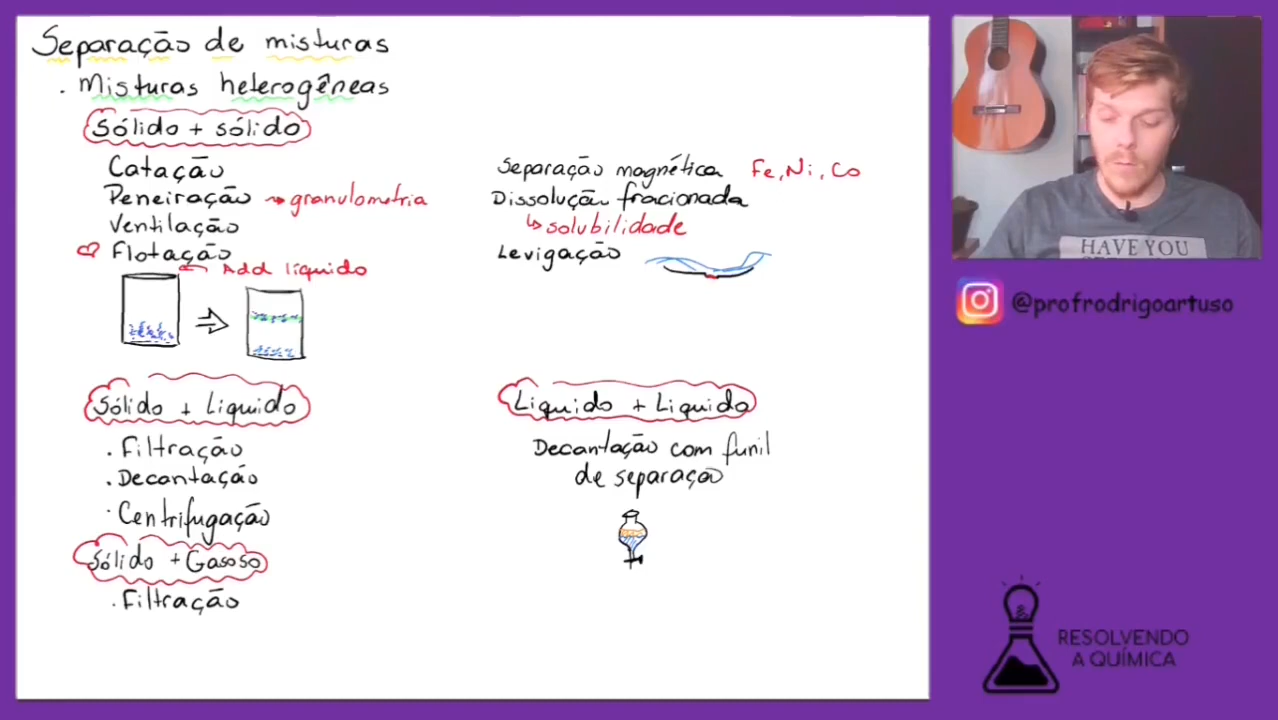 Separação de misturas
. Misturas heterogêneas
Sólido + sólido
Catação
Peneiração → granulometria
Ventilação
Flotação
Add líquido
Separação magnética Fe, Ni, Co
Dissolução fracionada
↳ solubilidade
Levigação
Sólido + Líquido
. Filtração
. Decantação
. Centrifugação
Sólido + Gasoso
. Filtração
Líquido + Líquido
Decantação com funil
de separação
HAVE YOU
@profrodrigoartuso
RESOLVENDO
A QUÍMICA